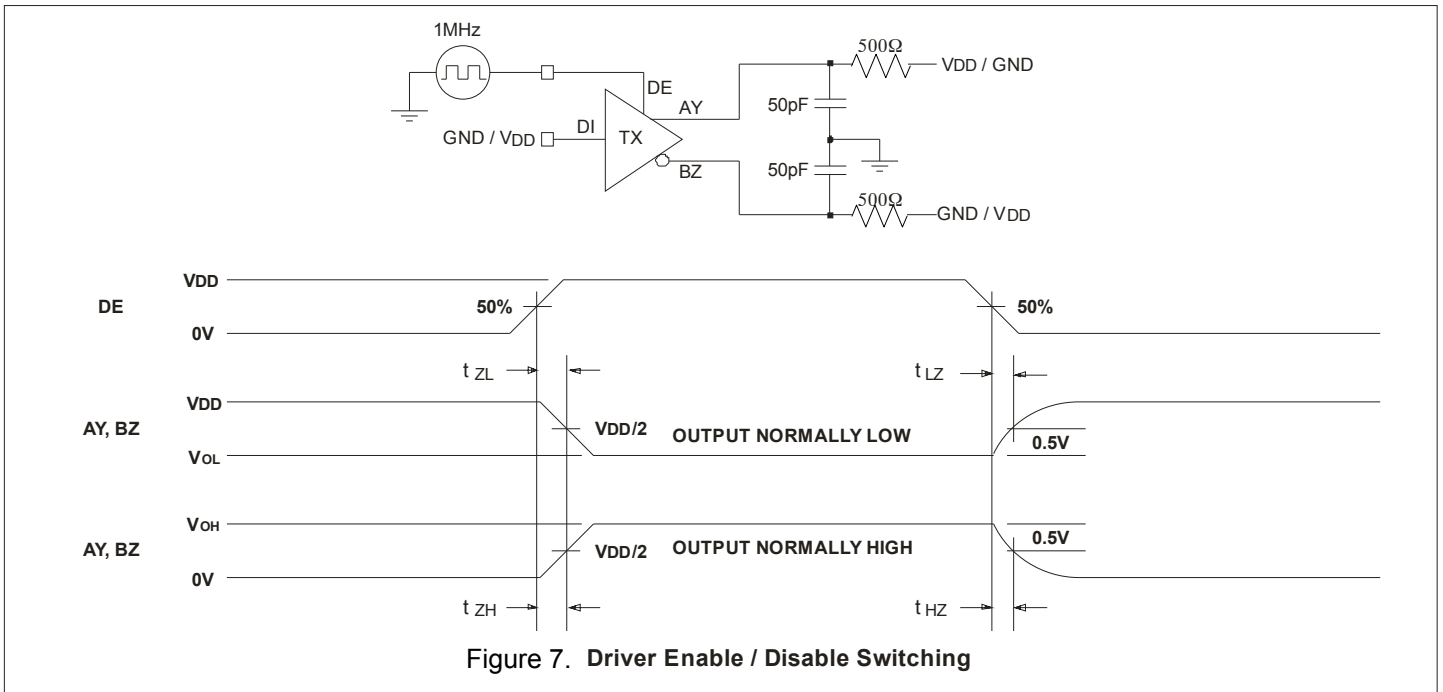 1MHz
500Ω
VDD / GND
DE
AY
50pF
GND / VDD
DI
TX
50pF
BZ
500Ω
GND / VDD
VDD
DE
50%
50%
0V
t ZL
t LZ
VDD
AY, BZ
VDD/2
OUTPUT NORMALLY LOW
0.5V
VOL
VOH
AY, BZ
VDD/2
OUTPUT NORMALLY HIGH
0.5V
0V
t ZH
t HZ
Figure 7. Driver Enable / Disable Switching